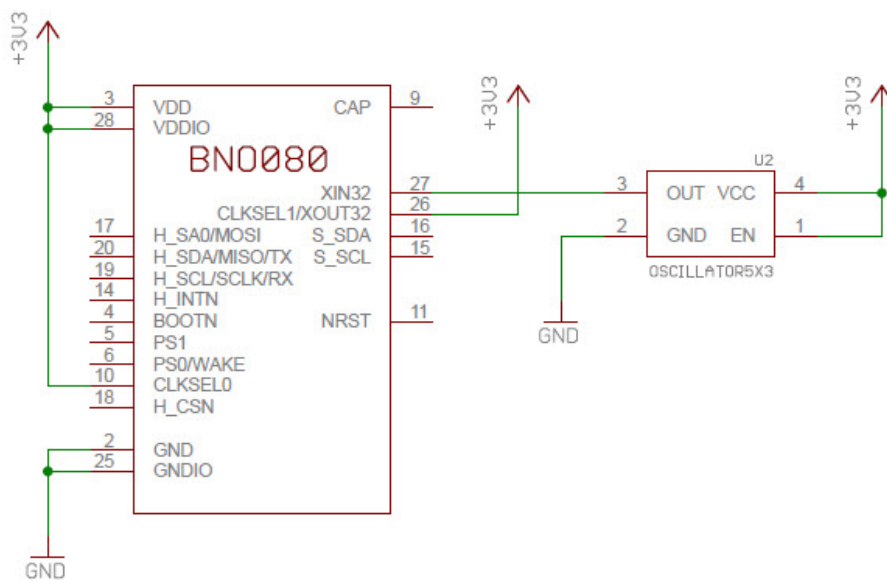 +3V3
3 VDD
28 VDDIO
CAP 9
BNO080
XIN32 27
CLKSEL1/XOUT32 26
17 H_SA0/MOSI
S_SDA 16
20 H_SDA/MISO/TX
S_SCL 15
19 H_SCL/SCLK/RX
14 H_INTN
4 BOOTN
NRST 11
5 PS1
6 PS0/WAKE
10 CLKSEL0
18 H_CSN
2 GND
25 GNDIO
GND
+3V3
+3V3
U2
3 OUT VCC 4
2 GND EN 1
OSCILLATOR5X3
GND